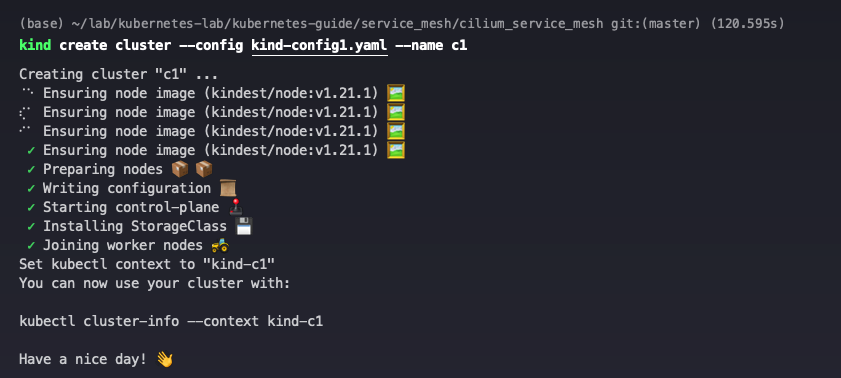 (base) ~/lab/kubernetes-lab/kubernetes-guide/service_mesh/cilium_service_mesh git:(master) (120.595s)
kind create cluster --config kind-config1.yaml --name c1
Creating cluster "c1" ...
⠈⠑ Ensuring node image (kindest/node:v1.21.1) 🖼
⢎⠁ Ensuring node image (kindest/node:v1.21.1) 🖼
⠊⠁ Ensuring node image (kindest/node:v1.21.1) 🖼
✓ Ensuring node image (kindest/node:v1.21.1) 🖼
✓ Preparing nodes 📦 📦
✓ Writing configuration 📜
✓ Starting control-plane 🕹
✓ Installing StorageClass 💾
✓ Joining worker nodes 🚜
Set kubectl context to "kind-c1"
You can now use your cluster with:
kubectl cluster-info --context kind-c1
Have a nice day! 👋